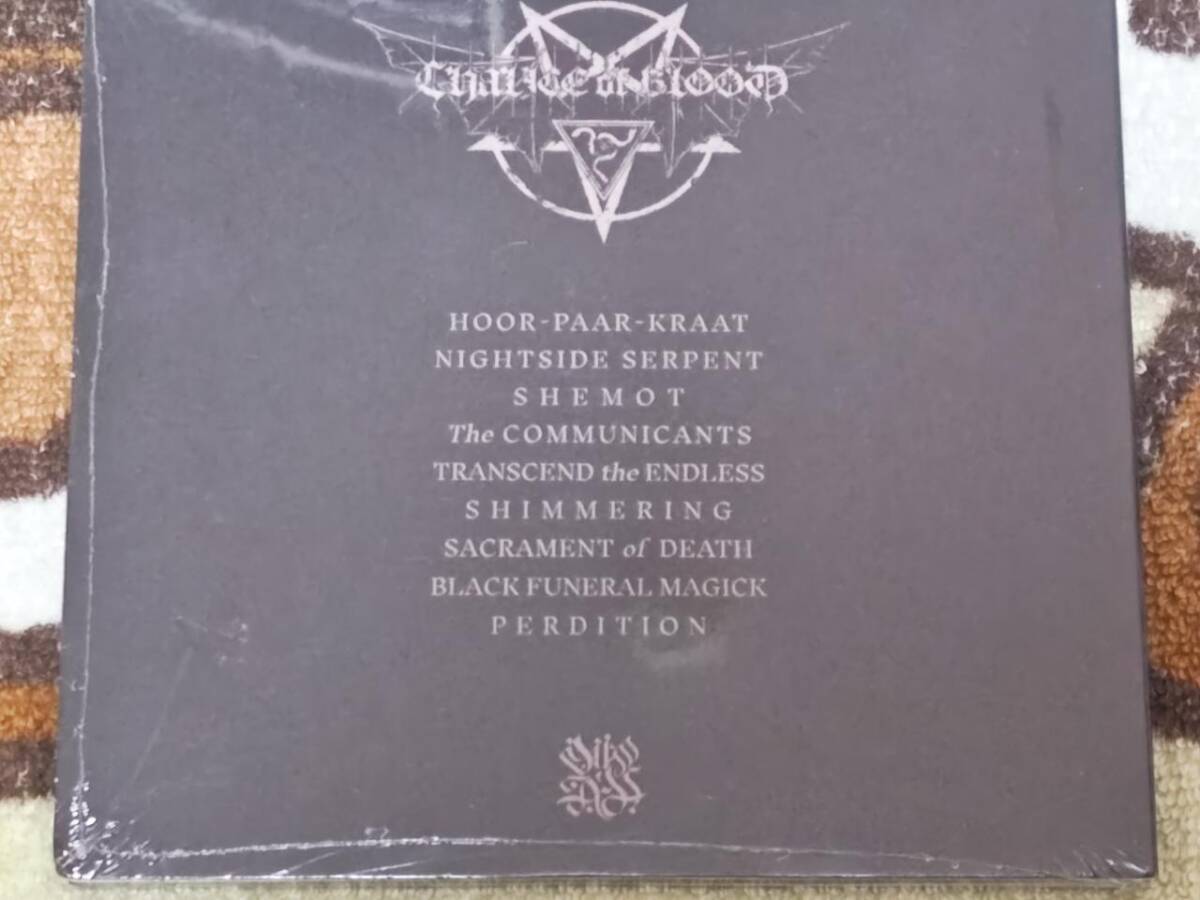 CHALICE of BLOOD
HOOR-PAAR-KRAAT
NIGHTSIDE SERPENT
SHEMOT
The COMMUNICANTS
TRANSCEND the ENDLESS
SHIMMERING
SACRAMENT of DEATH
BLACK FUNERAL MAGICK
PERDITION